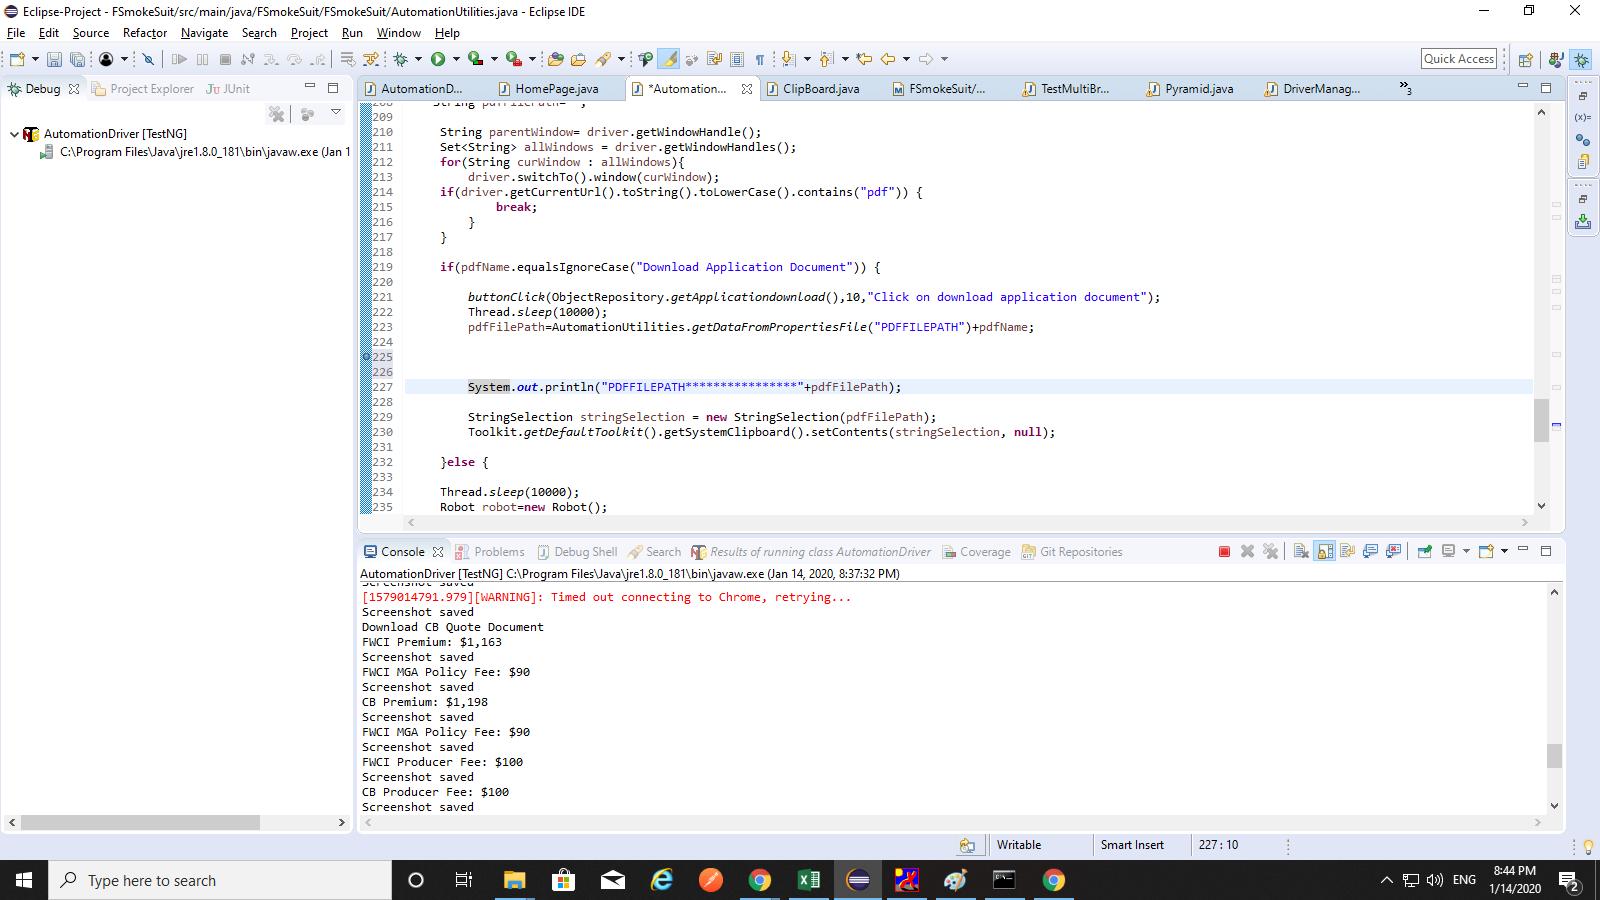 Eclipse-Project - FSmokeSuit/src/main/java/FSmokeSuit/FSmokeSuit/AutomationUtilities.java - Eclipse IDE
File Edit Source Refactor Navigate Search Project Run Window Help
Quick Access
Debug Project Explorer JUnit
AutomationD... HomePage.java *Automation... ClipBoard.java FSmokeSuit/... TestMultiBr... Pyramid.java DriverManag... »3
AutomationDriver [TestNG]
C:\Program Files\Java\jre1.8.0_181\bin\javaw.exe (Jan 1
208 String pdfFilePath=" ";
209
210 String parentWindow= driver.getWindowHandle();
211 Set<String> allWindows = driver.getWindowHandles();
212 for(String curWindow : allWindows){
213 driver.switchTo().window(curWindow);
214 if(driver.getCurrentUrl().toString().toLowerCase().contains("pdf")) {
215 break;
216 }
217 }
218
219 if(pdfName.equalsIgnoreCase("Download Application Document")) {
220
221 buttonClick(ObjectRepository.getApplicationdownload(),10,"Click on download application document");
222 Thread.sleep(10000);
223 pdfFilePath=AutomationUtilities.getDataFromPropertiesFile("PDFFILEPATH")+pdfName;
224
225
226
227 System.out.println("PDFFILEPATH****************"+pdfFilePath);
228
229 StringSelection stringSelection = new StringSelection(pdfFilePath);
230 Toolkit.getDefaultToolkit().getSystemClipboard().setContents(stringSelection, null);
231
232 }else {
233
234 Thread.sleep(10000);
235 Robot robot=new Robot();
Console Problems Debug Shell Search Results of running class AutomationDriver Coverage Git Repositories
AutomationDriver [TestNG] C:\Program Files\Java\jre1.8.0_181\bin\javaw.exe (Jan 14, 2020, 8:37:32 PM)
Screenshot saved
[1579014791.979][WARNING]: Timed out connecting to Chrome, retrying...
Screenshot saved
Download CB Quote Document
FWCI Premium: $1,163
Screenshot saved
FWCI MGA Policy Fee: $90
Screenshot saved
CB Premium: $1,198
Screenshot saved
FWCI MGA Policy Fee: $90
Screenshot saved
FWCI Producer Fee: $100
Screenshot saved
CB Producer Fee: $100
Screenshot saved
Writable Smart Insert 227 : 10
Type here to search
ENG
8:44 PM
1/14/2020
2